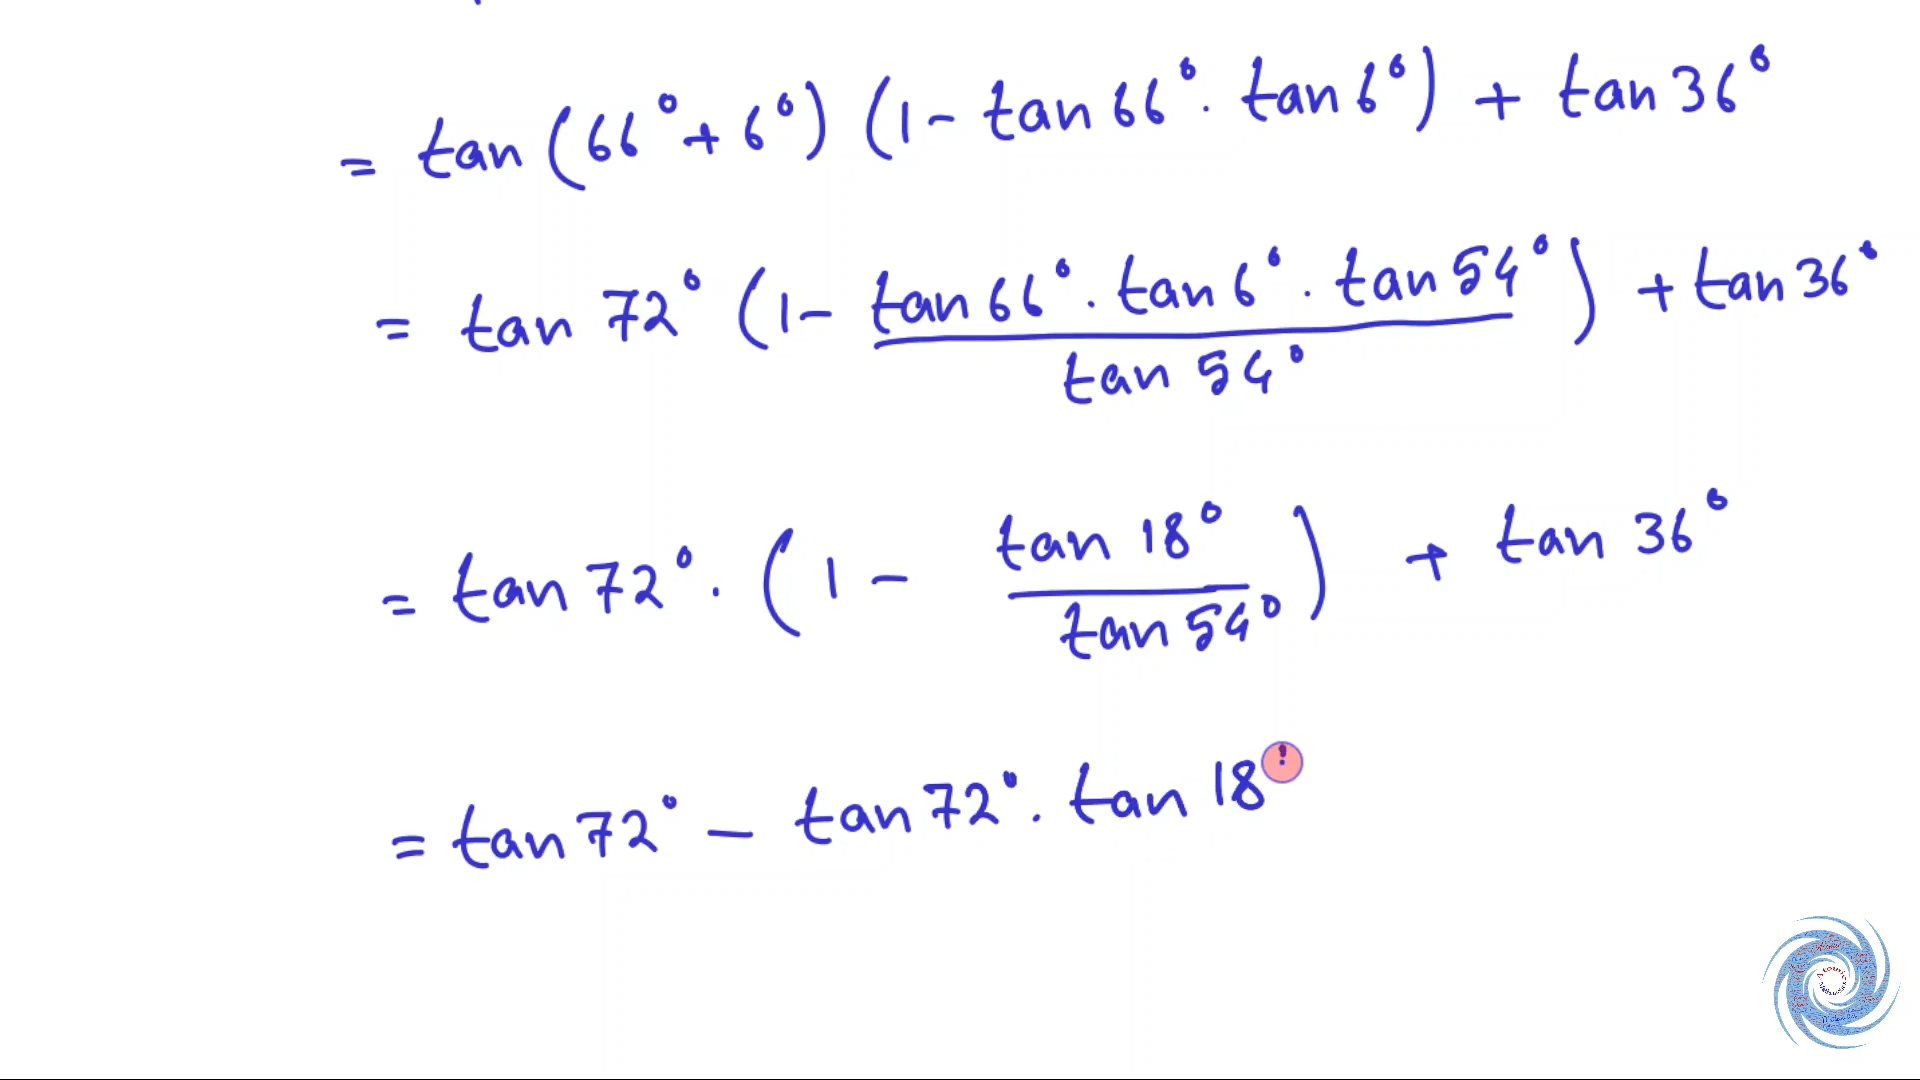 = tan (66° + 6°) (1 - tan 66° . tan 6°) + tan 36°
= tan 72° (1 - tan 66° . tan 6° . tan 54° / tan 54°) + tan 36°
= tan 72° . (1 - tan 18° / tan 54°) + tan 36°
= tan 72° - tan 72° . tan 18